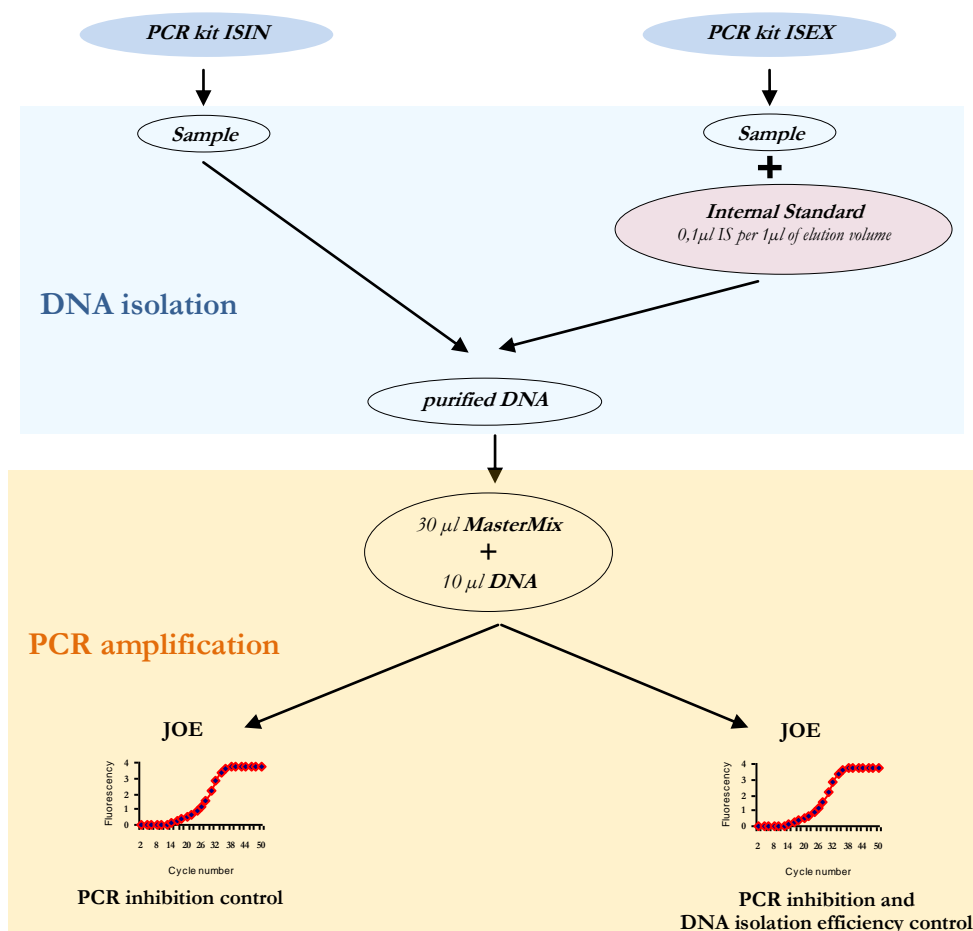 PCR kit ISIN
PCR kit ISEX
Sample
Sample
+
Internal Standard
0,1µl IS per 1µl of elution volume
DNA isolation
purified DNA
30 µl MasterMix
+
10 µl DNA
PCR amplification
JOE
JOE
Fluorescency
4
3
2
1
0
2 8 14 20 26 32 38 44 50
Cycle number
Fluorescency
4
3
2
1
0
2 8 14 20 26 32 38 44 50
Cycle number
PCR inhibition control
PCR inhibition and
DNA isolation efficiency control